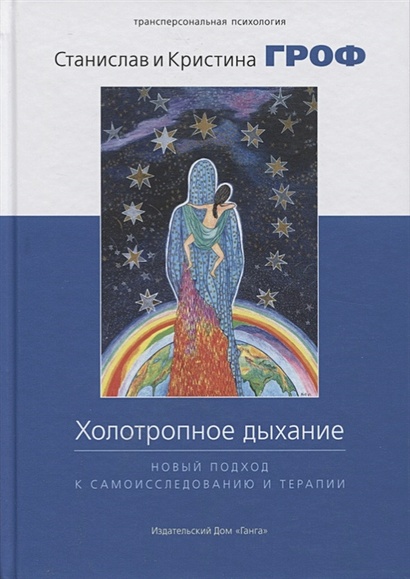 трансперсональная психология
Станислав и Кристина ГРОФ
Холотропное дыхание
НОВЫЙ ПОДХОД
К САМОИССЛЕДОВАНИЮ И ТЕРАПИИ
Издательский Дом «Ганга»